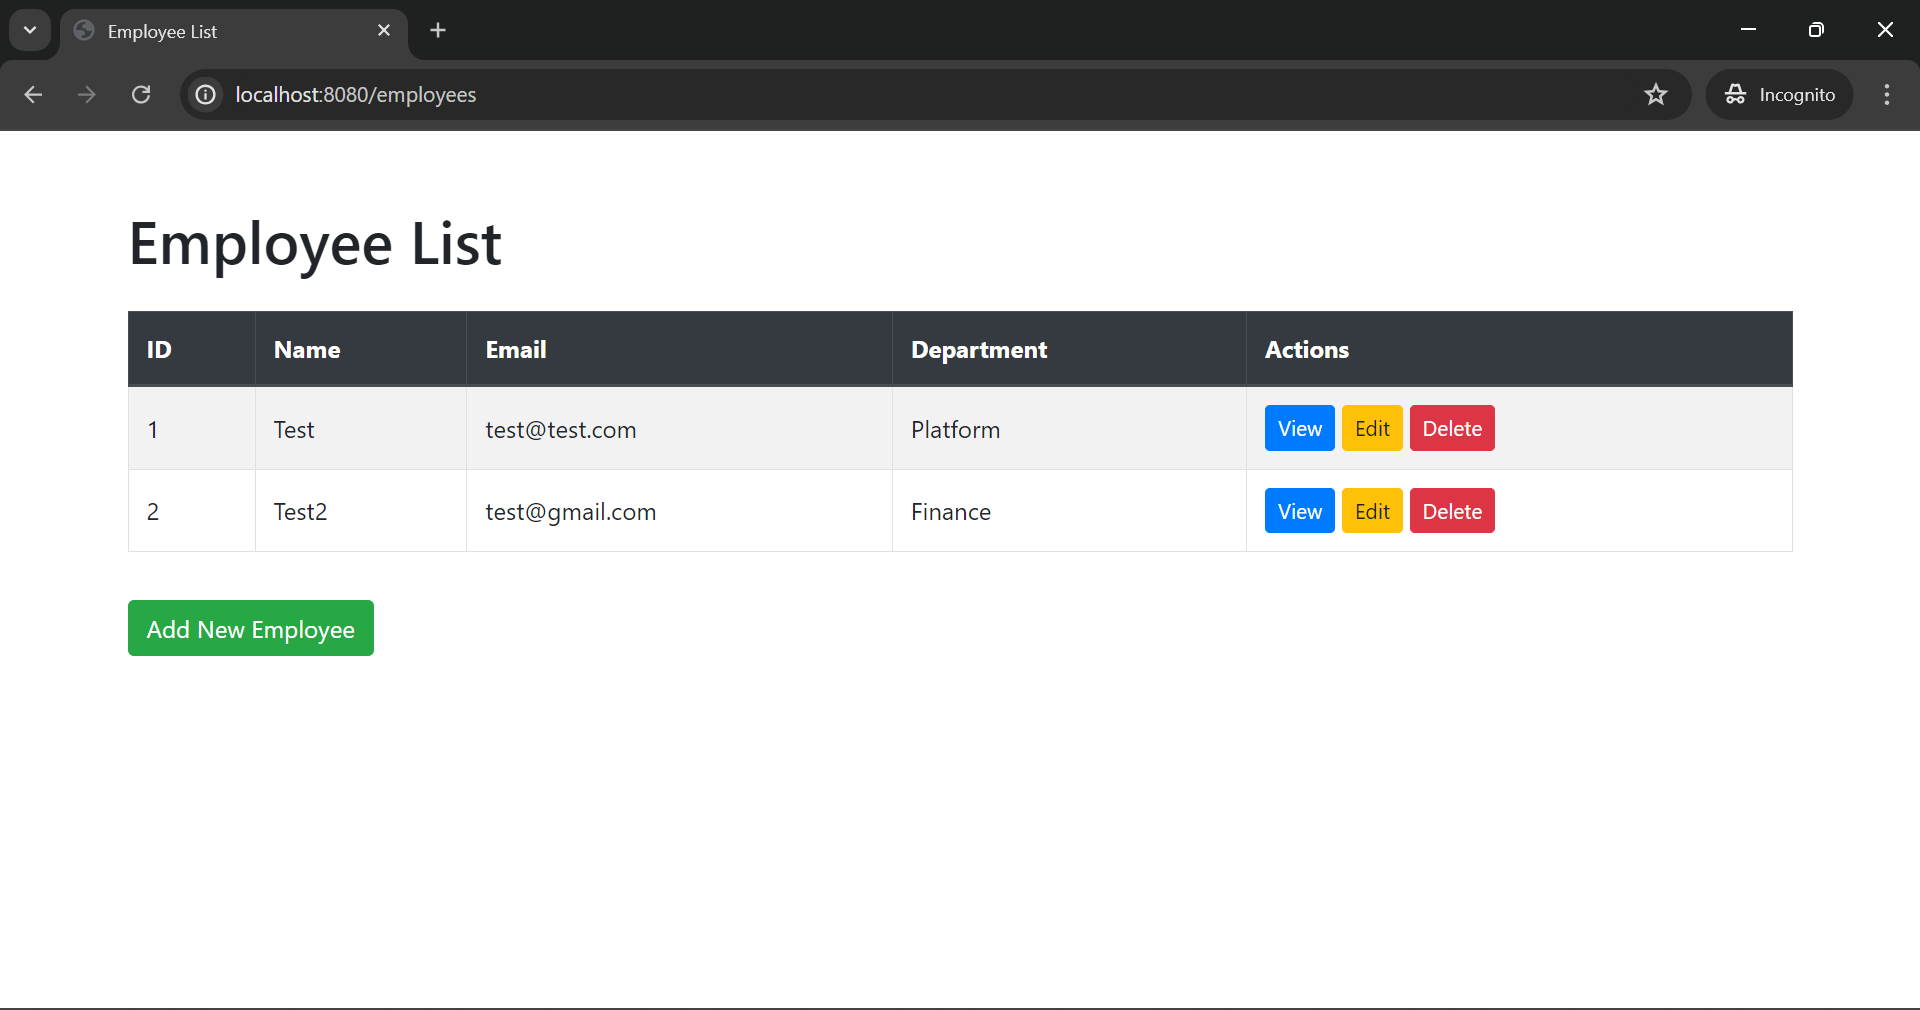 Employee List
localhost:8080/employees
Incognito
Employee List
ID Name Email Department Actions
1 Test test@test.com Platform View Edit Delete
2 Test2 test@gmail.com Finance View Edit Delete
Add New Employee